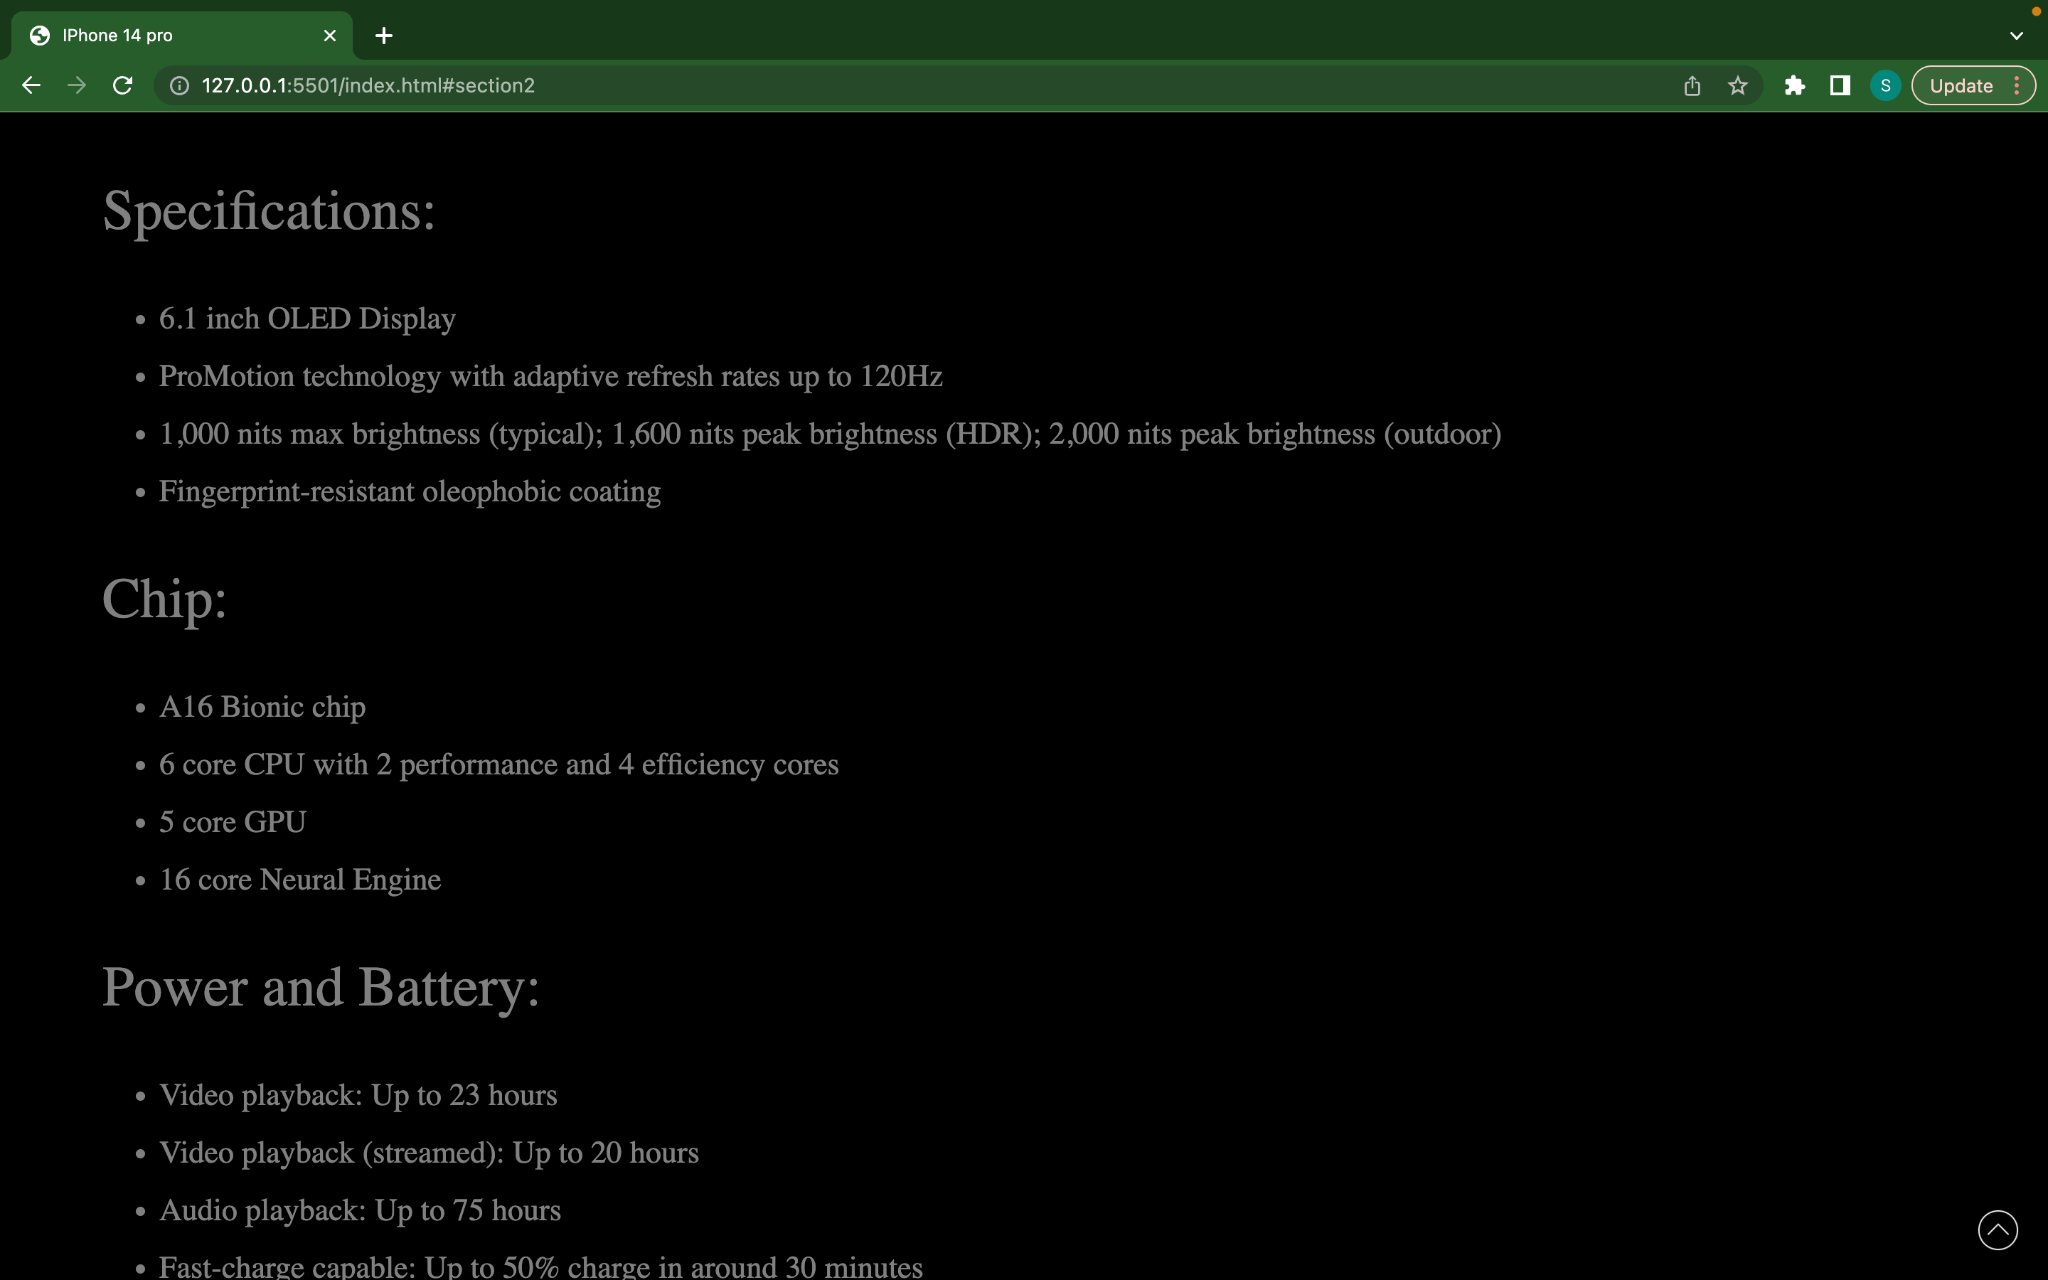 IPhone 14 pro
127.0.0.1:5501/index.html#section2
S
Update
Specifications:
6.1 inch OLED Display
ProMotion technology with adaptive refresh rates up to 120Hz
1,000 nits max brightness (typical); 1,600 nits peak brightness (HDR); 2,000 nits peak brightness (outdoor)
Fingerprint-resistant oleophobic coating
Chip:
A16 Bionic chip
6 core CPU with 2 performance and 4 efficiency cores
5 core GPU
16 core Neural Engine
Power and Battery:
Video playback: Up to 23 hours
Video playback (streamed): Up to 20 hours
Audio playback: Up to 75 hours
Fast-charge capable: Up to 50% charge in around 30 minutes